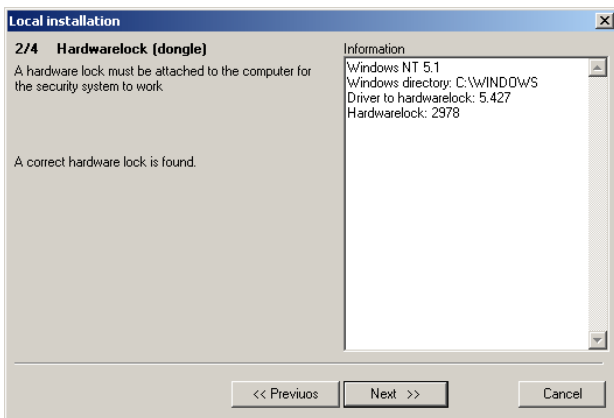 Local installation
2/4 Hardwarelock (dongle)
A hardware lock must be attached to the computer for
the security system to work
A correct hardware lock is found.
Information
Windows NT 5.1
Windows directory: C:\WINDOWS
Driver to hardwarelock: 5.427
Hardwarelock: 2978
<< Previuos
Next >>
Cancel